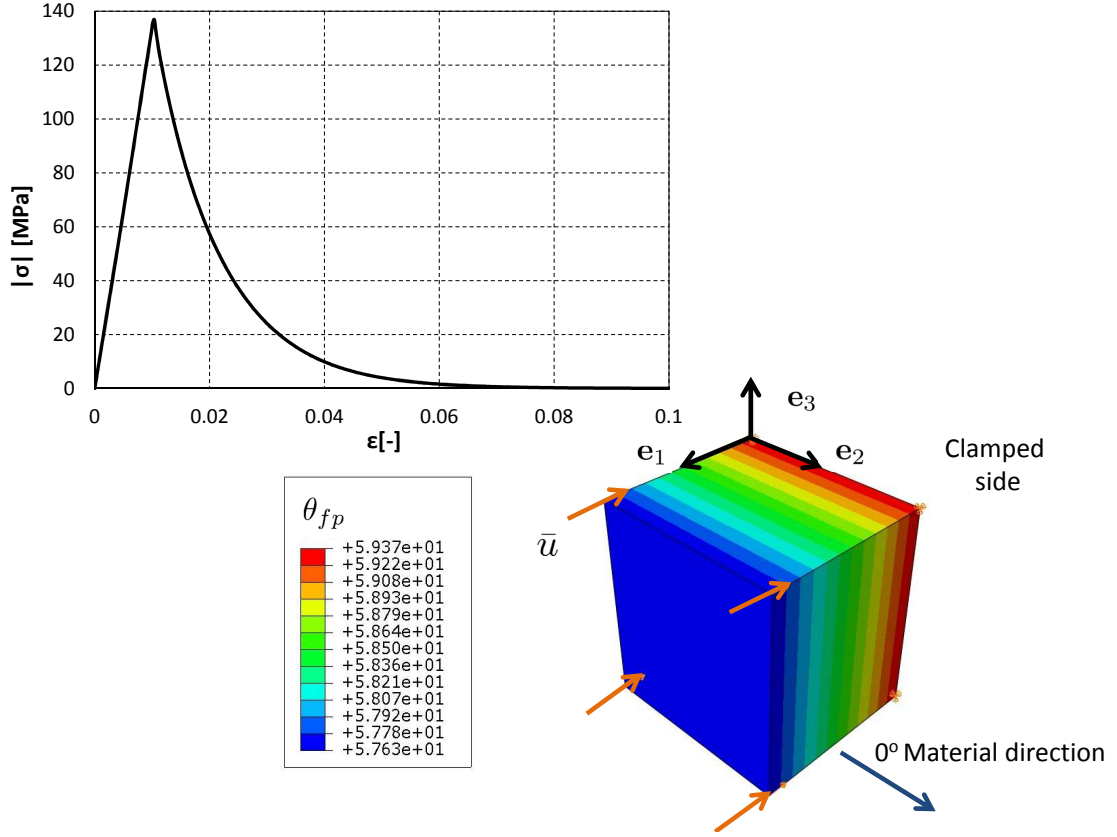 140
120
100
80
60
40
20
0
|σ| [MPa]
0 0.02 0.04 0.06 0.08 0.1
ε[-]
e₃
e₁ e₂
Clamped
side
ū
θfp
+5.937e+01
+5.922e+01
+5.908e+01
+5.893e+01
+5.879e+01
+5.864e+01
+5.850e+01
+5.836e+01
+5.821e+01
+5.807e+01
+5.792e+01
+5.778e+01
+5.763e+01
0º Material direction